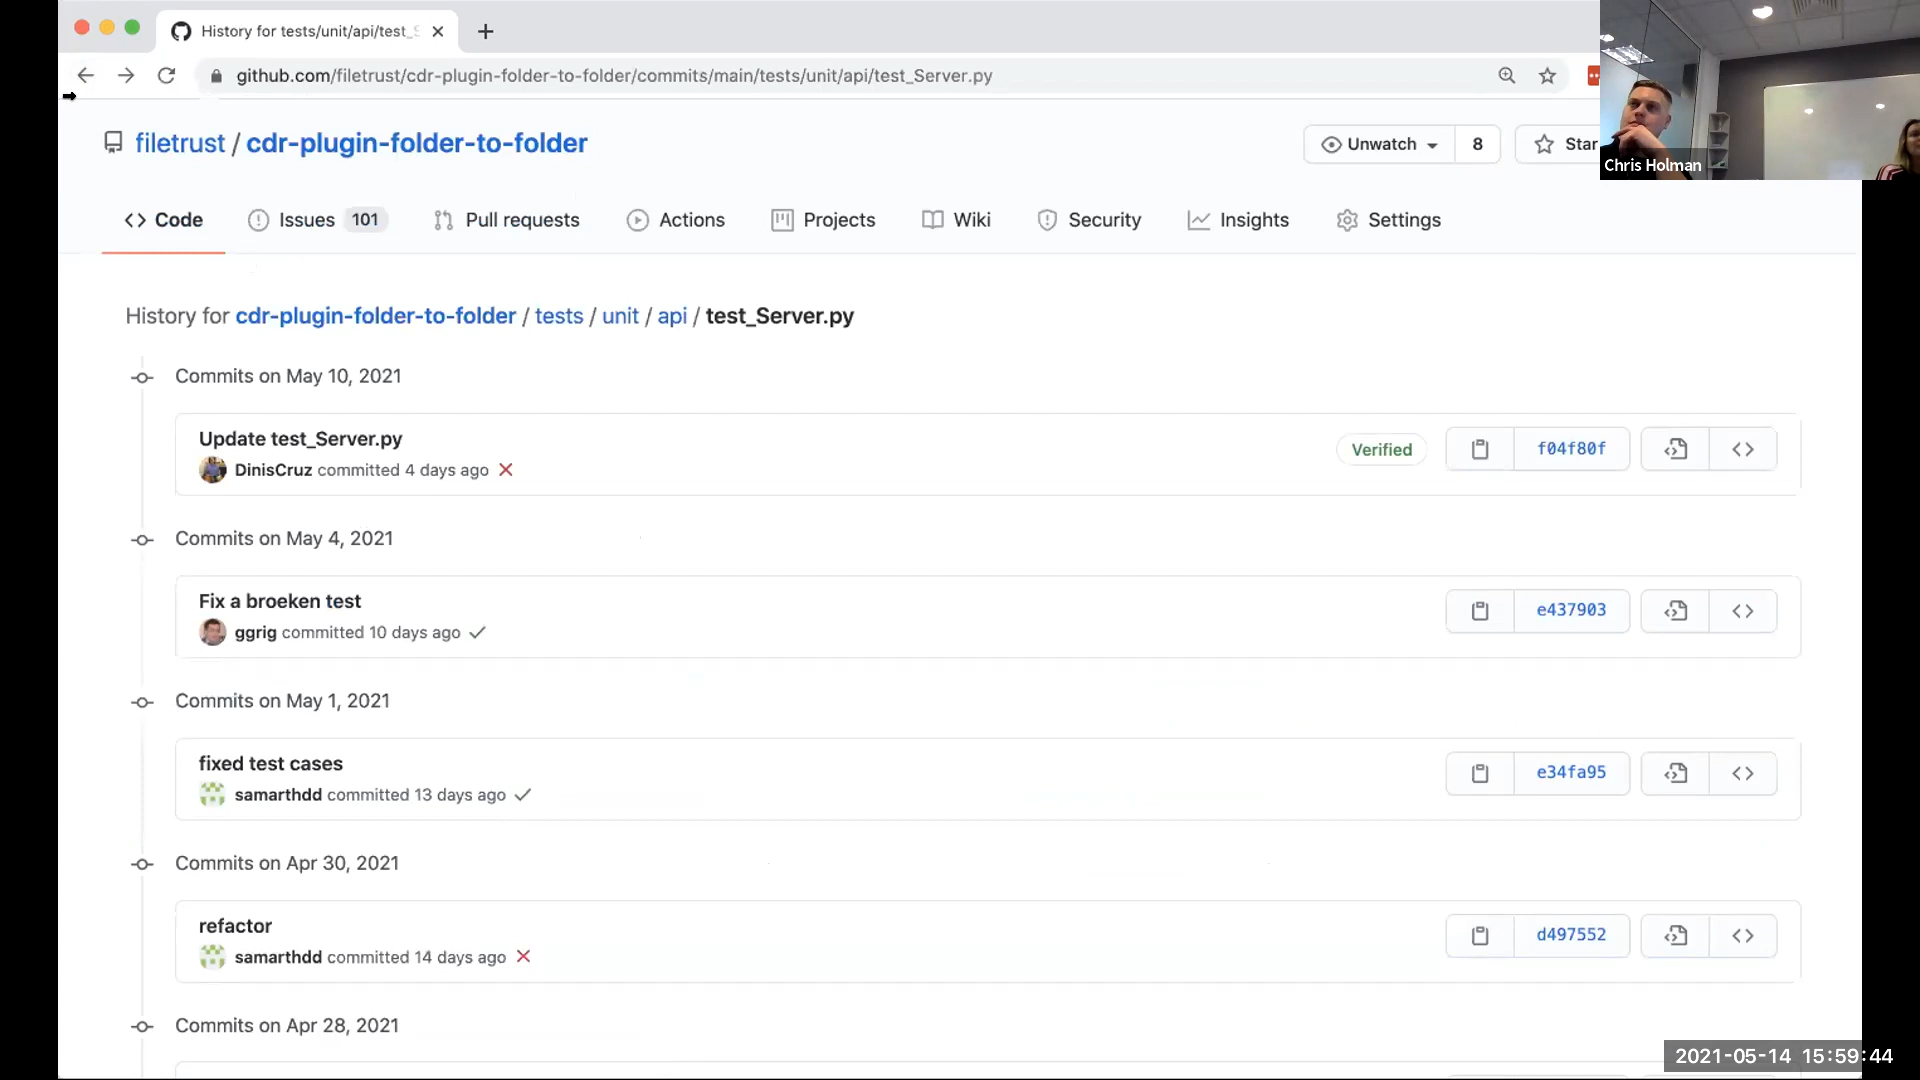 History for tests/unit/api/test_S
github.com/filetrust/cdr-plugin-folder-to-folder/commits/main/tests/unit/api/test_Server.py
filetrust / cdr-plugin-folder-to-folder
Unwatch 8
Star
Chris Holman
Code
Issues 101
Pull requests
Actions
Projects
Wiki
Security
Insights
Settings
History for cdr-plugin-folder-to-folder / tests / unit / api / test_Server.py
Commits on May 10, 2021
Update test_Server.py
DinisCruz committed 4 days ago
Verified
f04f80f
Commits on May 4, 2021
Fix a broeken test
ggrig committed 10 days ago
e437903
Commits on May 1, 2021
fixed test cases
samarthdd committed 13 days ago
e34fa95
Commits on Apr 30, 2021
refactor
samarthdd committed 14 days ago
d497552
Commits on Apr 28, 2021
2021-05-14 15:59:44